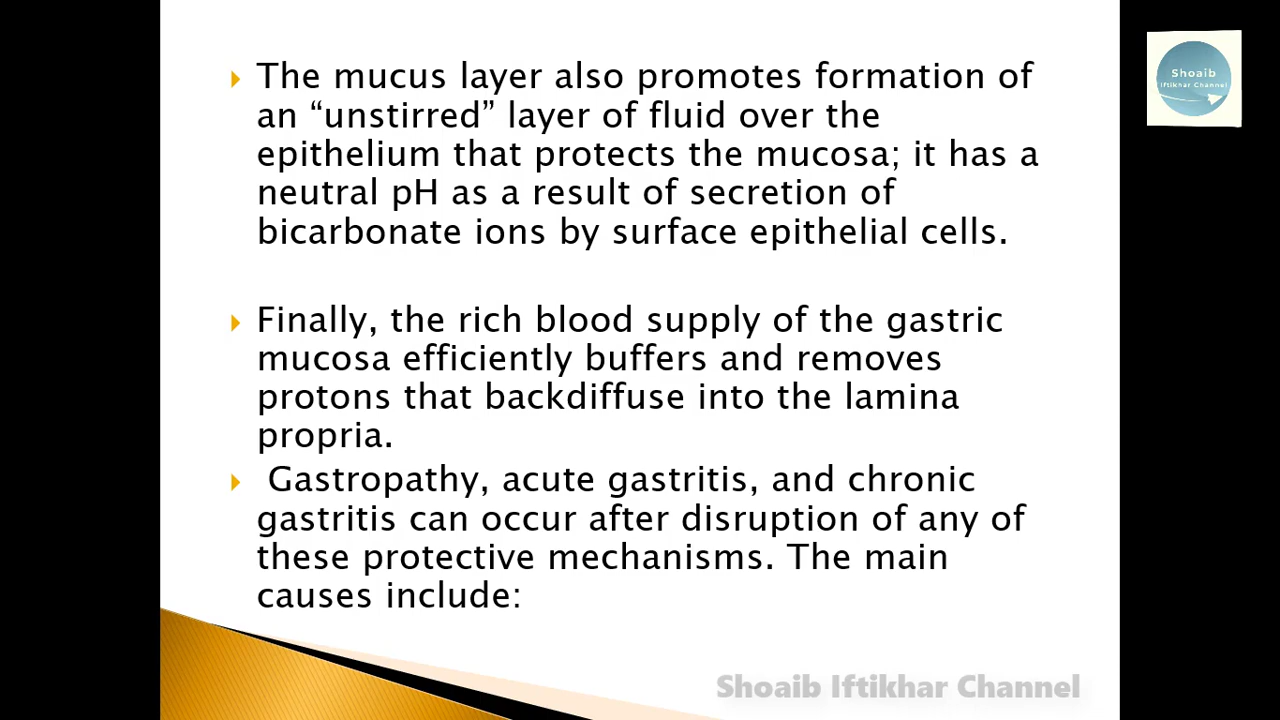 The mucus layer also promotes formation of
an “unstirred” layer of fluid over the
epithelium that protects the mucosa; it has a
neutral pH as a result of secretion of
bicarbonate ions by surface epithelial cells.
Finally, the rich blood supply of the gastric
mucosa efficiently buffers and removes
protons that backdiffuse into the lamina
propria.
Gastropathy, acute gastritis, and chronic
gastritis can occur after disruption of any of
these protective mechanisms. The main
causes include:
Shoaib
Iftikhar Channel
Shoaib Iftikhar Channel